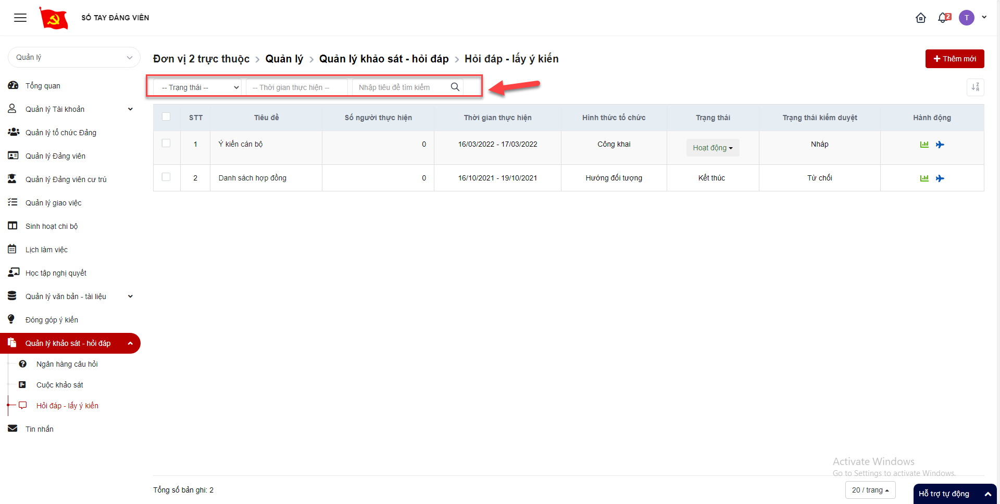 SỔ TAY ĐẢNG VIÊN
2
T
Quản lý
Đơn vị 2 trực thuộc > Quản lý > Quản lý khảo sát - hỏi đáp > Hỏi đáp - lấy ý kiến
+ Thêm mới
-- Trạng thái --
-- Thời gian thực hiện --
Nhập tiêu đề tìm kiếm
Z
A
Tổng quan
Quản lý Tài khoản
Quản lý tổ chức Đảng
Quản lý Đảng viên
Quản lý Đảng viên cư trú
Quản lý giao việc
Sinh hoạt chi bộ
Lịch làm việc
Học tập nghị quyết
Quản lý văn bản - tài liệu
Đóng góp ý kiến
Quản lý khảo sát - hỏi đáp
Ngân hàng câu hỏi
Cuộc khảo sát
Hỏi đáp - lấy ý kiến
Tin nhắn
STT Tiêu đề Số người thực hiện Thời gian thực hiện Hình thức tổ chức Trạng thái Trạng thái kiểm duyệt Hành động
1 Ý kiến cán bộ 0 16/03/2022 - 17/03/2022 Công khai Hoạt động Nháp
2 Danh sách hợp đồng 0 16/10/2021 - 19/10/2021 Hướng đối tượng Kết thúc Từ chối
Activate Windows
Go to Settings to activate Windows.
Tổng số bản ghi: 2
20 / trang
Hỗ trợ tự động